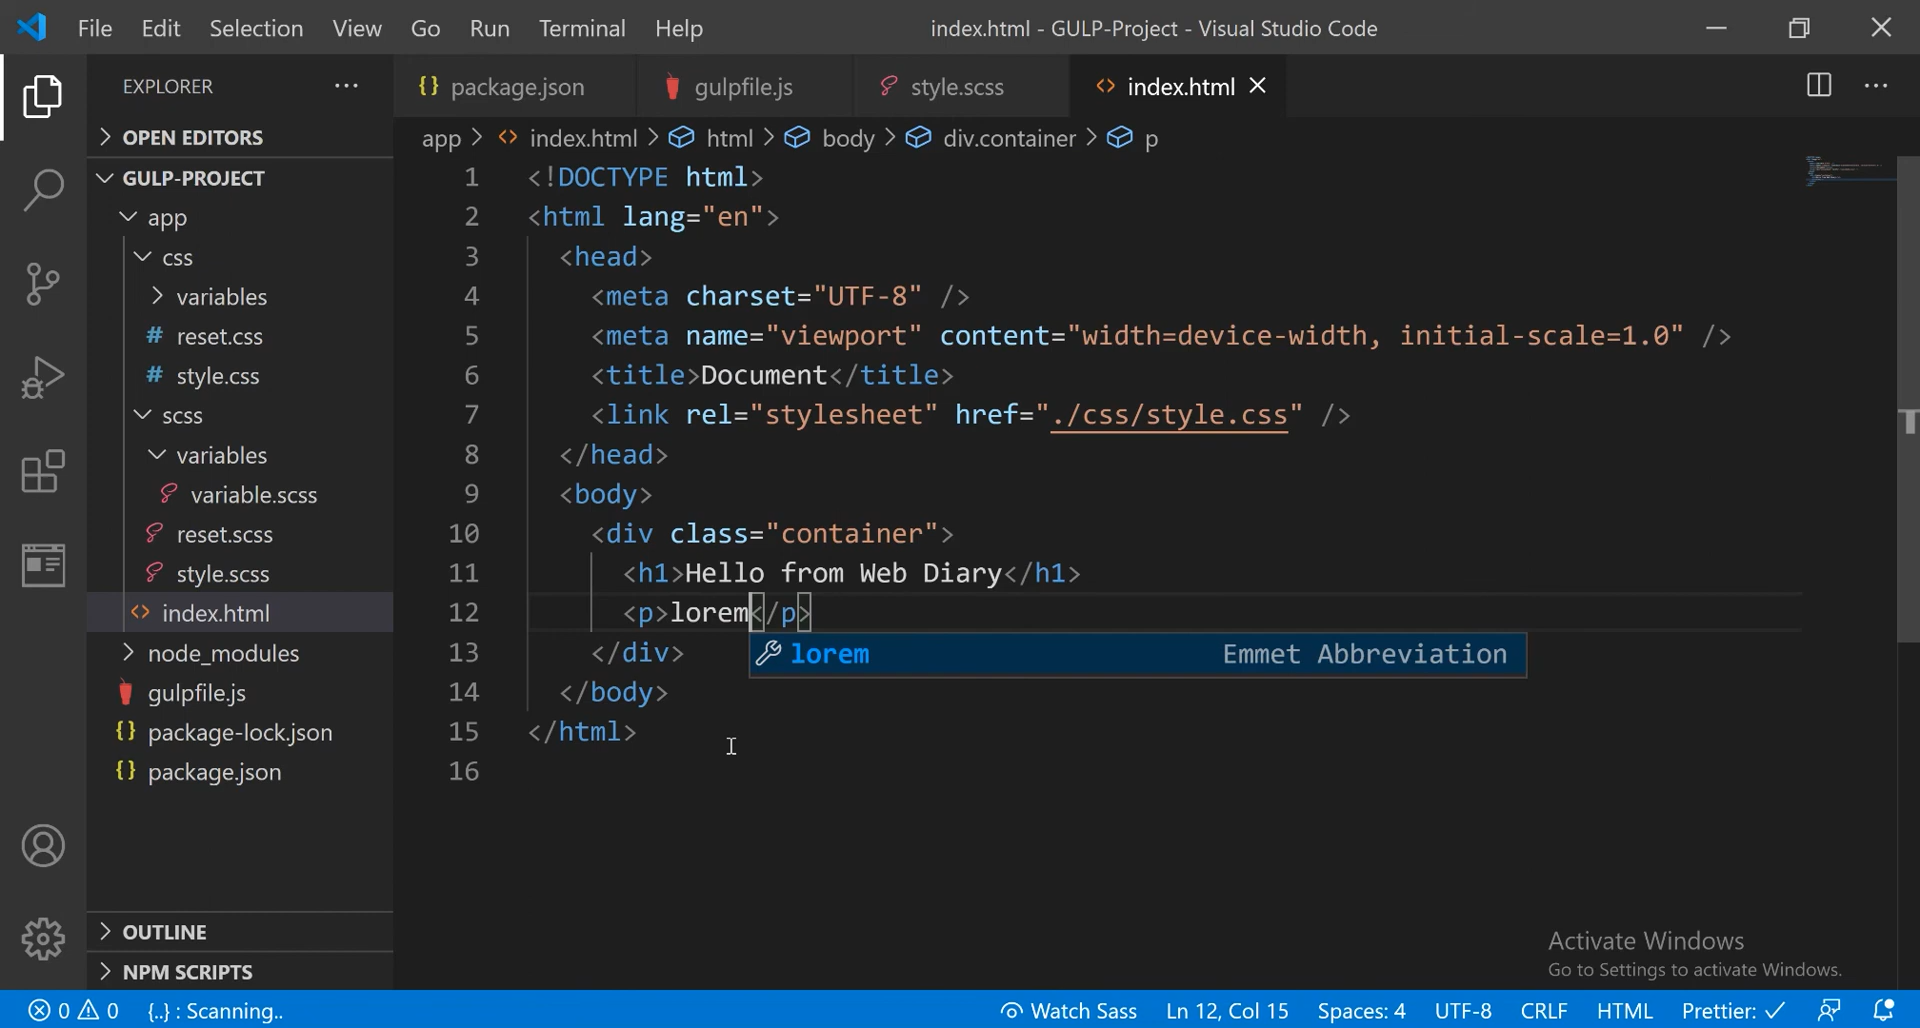 File Edit Selection View Go Run Terminal Help index.html - GULP-Project - Visual Studio Code
EXPLORER ···
OPEN EDITORS
GULP-PROJECT
app
css
variables
# reset.css
# style.css
scss
variables
variable.scss
reset.scss
style.scss
<> index.html
node_modules
gulpfile.js
{} package-lock.json
{} package.json
OUTLINE
NPM SCRIPTS
{} package.json gulpfile.js style.scss <> index.html
app > <> index.html > html > body > div.container > p
1 <!DOCTYPE html>
2 <html lang="en">
3 <head>
4 <meta charset="UTF-8" />
5 <meta name="viewport" content="width=device-width, initial-scale=1.0" />
6 <title>Document</title>
7 <link rel="stylesheet" href="./css/style.css" />
8 </head>
9 <body>
10 <div class="container">
11 <h1>Hello from Web Diary</h1>
12 <p>lorem</p>
lorem Emmet Abbreviation
13 </div>
14 </body>
15 </html>
16
Activate Windows
Go to Settings to activate Windows.
0 0 {..} : Scanning.. Watch Sass Ln 12, Col 15 Spaces: 4 UTF-8 CRLF HTML Prettier: ✓